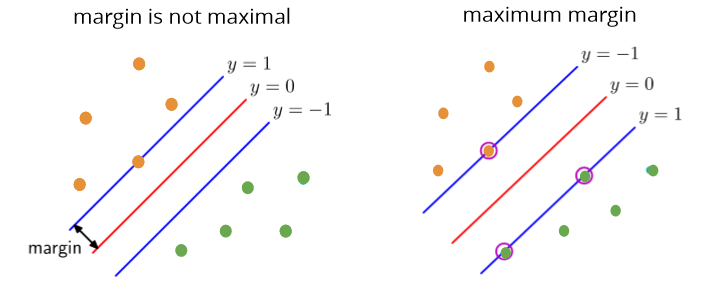 margin is not maximal
y = 1
y = 0
y = −1
margin
maximum margin
y = −1
y = 0
y = 1